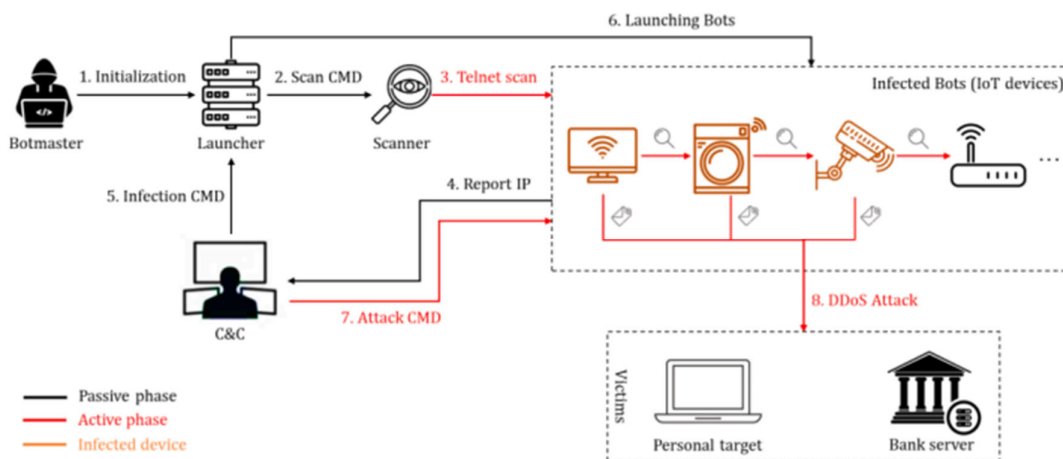 6. Launching Bots
1. Initialization
2. Scan CMD
3. Telnet scan
Infected Bots (IoT devices)
</>
Botmaster
Launcher
Scanner
...
5. Infection CMD
4. Report IP
C&C
7. Attack CMD
8. DDoS Attack
Victims
Personal target
Bank server
Passive phase
Active phase
Infected device